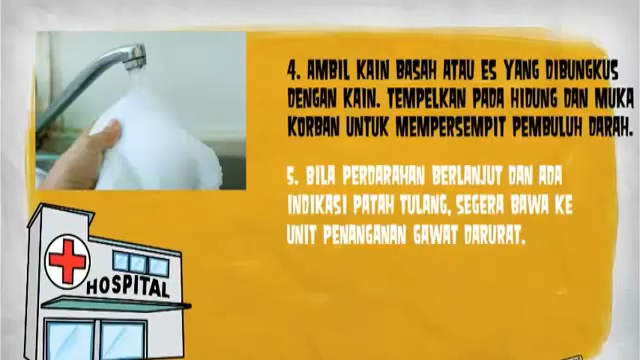 4. AMBIL KAIN BASAH ATAU ES YANG DIBUNGKUS
DENGAN KAIN. TEMPELKAN PADA HIDUNG DAN MUKA
KORBAN UNTUK MEMPERSEMPIT PEMBULUH DARAH.
5. BILA PERDARAHAN BERLANJUT DAN ADA
INDIKASI PATAH TULANG, SEGERA BAWA KE
UNIT PENANGANAN GAWAT DARURAT.
HOSPITAL